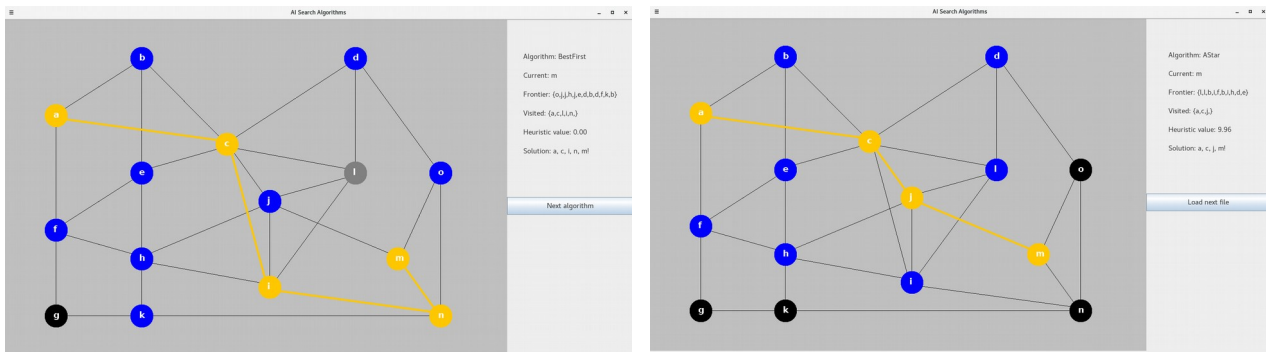 AI Search Algorithms
b
d
a
c
e
l
o
j
f
h
m
i
g
k
n
Algorithm: BestFirst
Current: m
Frontier: {o,j,j,h,j,e,d,b,d,f,k,b}
Visited: {a,c,l,i,n,}
Heuristic value: 0.00
Solution: a, c, i, n, m!
Next algorithm
AI Search Algorithms
b
d
a
c
e
l
o
j
f
h
m
i
g
k
n
Algorithm: AStar
Current: m
Frontier: {l,l,b,i,f,b,i,h,d,e}
Visited: {a,c,j,}
Heuristic value: 9.96
Solution: a, c, j, m!
Load next file